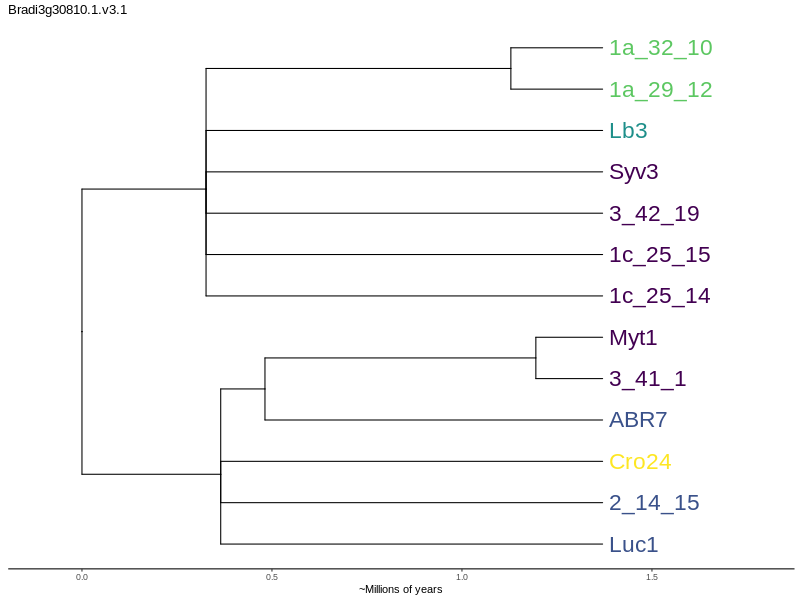 Bradi3g30810.1.v3.1
1a_32_10
1a_29_12
Lb3
Syv3
3_42_19
1c_25_15
1c_25_14
Myt1
3_41_1
ABR7
Cro24
2_14_15
Luc1
0.0 0.5 1.0 1.5
~Millions of years